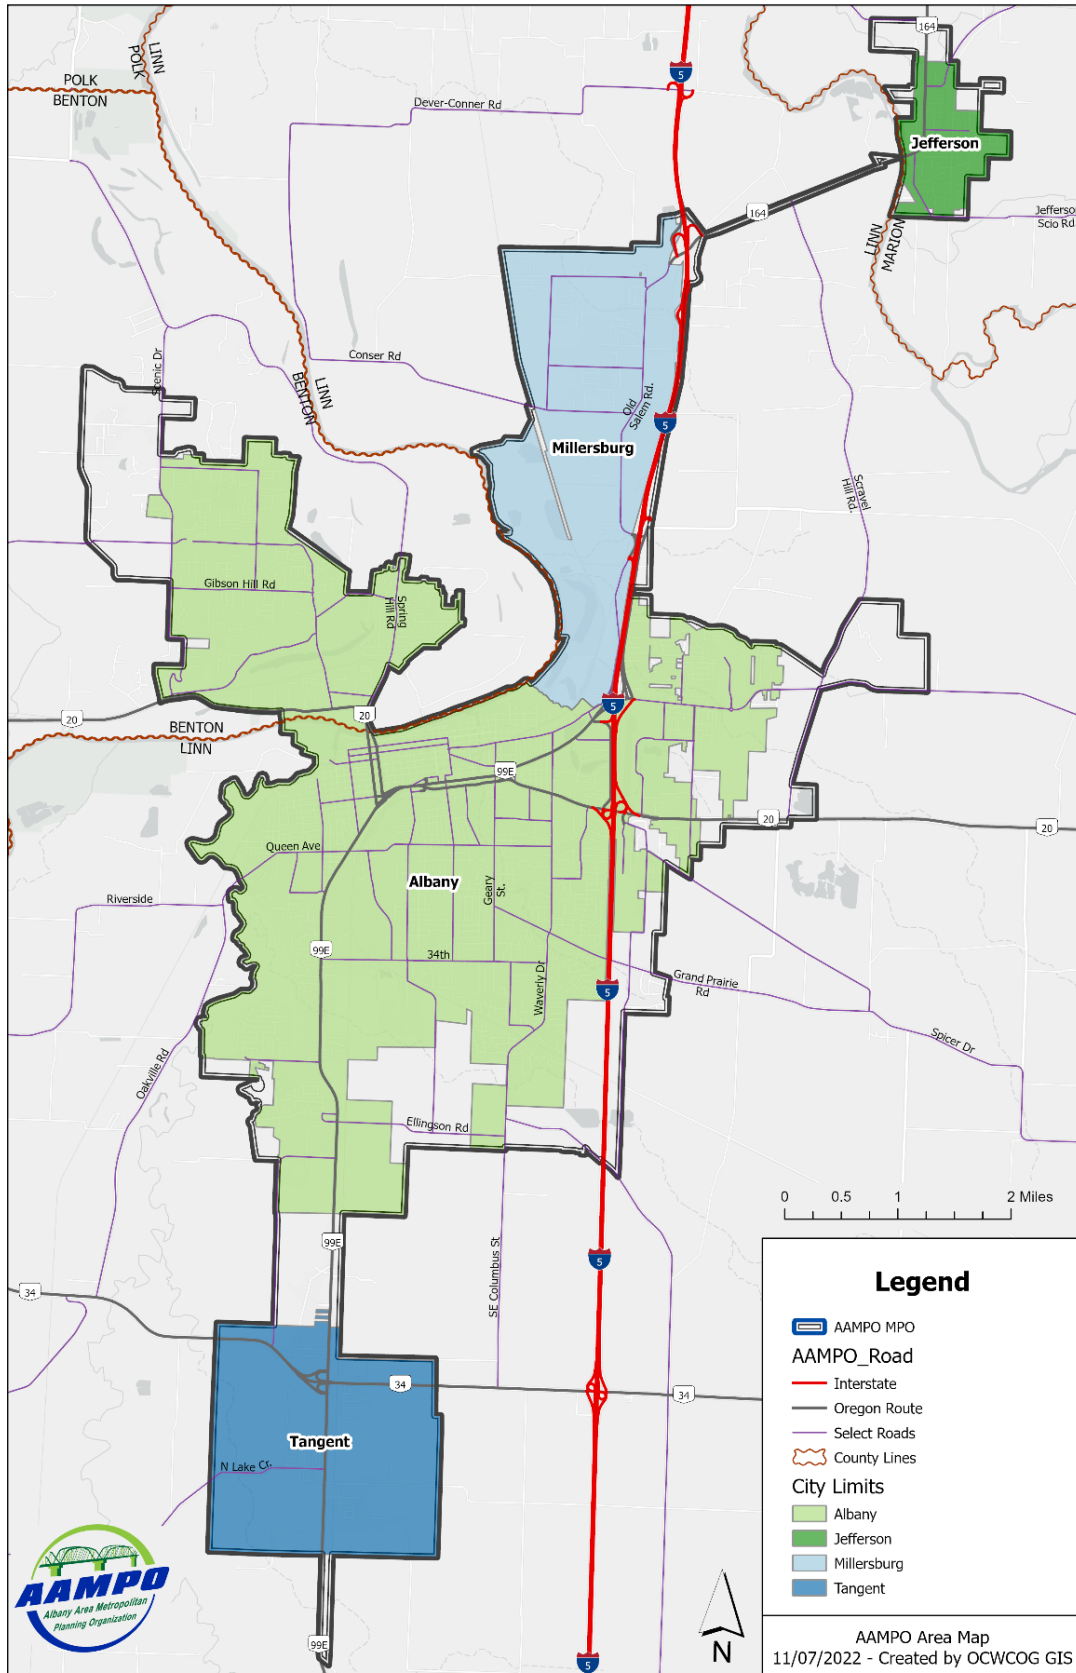 164
LINN
POLK
POLK
BENTON
5
Dever-Conner Rd
Jefferson
164
Jefferson
Scio Rd.
LINN
MARION
Conser Rd
Scenic Dr
LINN
BENTON
Old
Salem Rd.
5
Millersburg
Scravel
Hill Rd.
Gibson Hill Rd
Spring
Hill Rd
20
20
5
BENTON
LINN
99E
20
20
Queen Ave
Albany
Geary
St.
Riverside
99E
34th
Waverly Dr
Grand Prairie
Rd
5
Spicer Dr
Oakville Rd
Ellingson Rd
0 0.5 1 2 Miles
99E
SE Columbus St
5
34
34
34
Tangent
N Lake Cr.
99E
5
Legend
AAMPO MPO
AAMPO_Road
Interstate
Oregon Route
Select Roads
County Lines
City Limits
Albany
Jefferson
Millersburg
Tangent
AAMPO
Albany Area Metropolitan
Planning Organization
N
AAMPO Area Map
11/07/2022 - Created by OCWCOG GIS